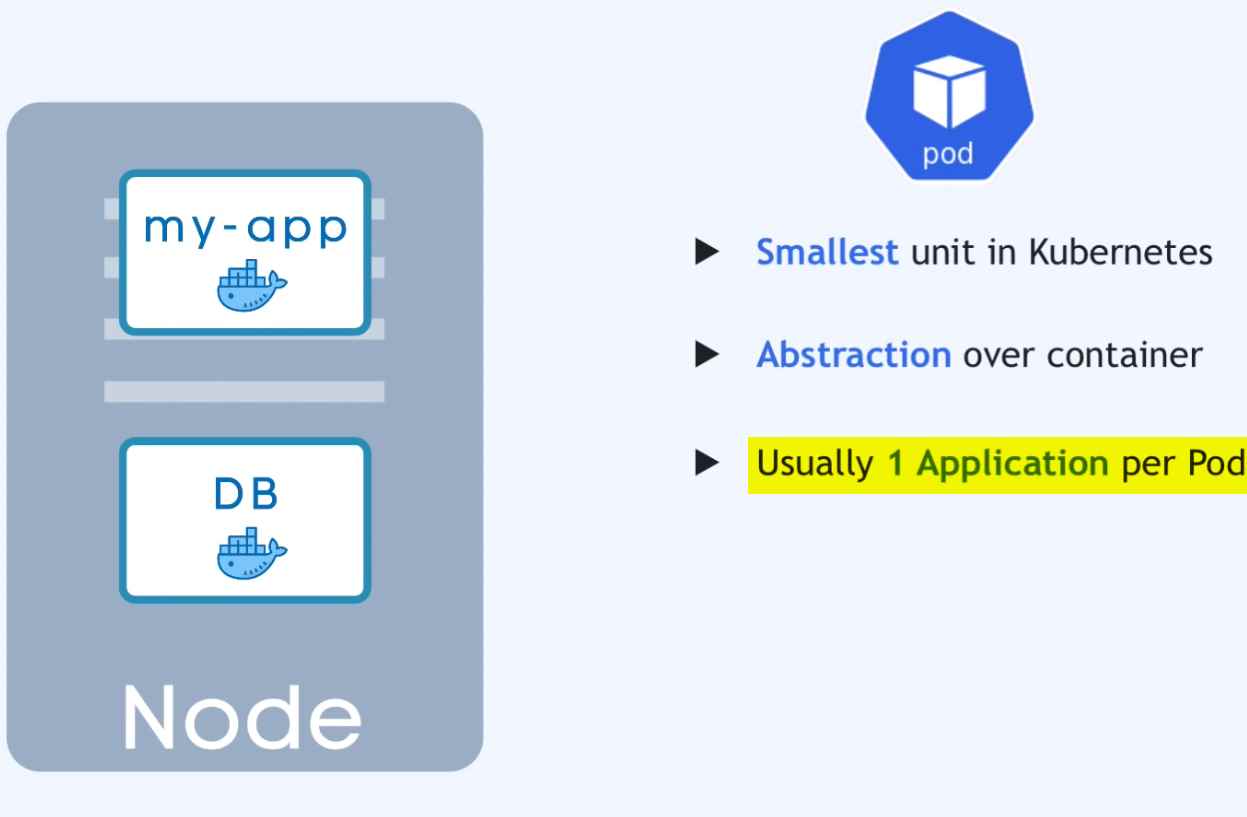 my-app
DB
Node
pod
Smallest unit in Kubernetes
Abstraction over container
Usually 1 Application per Pod